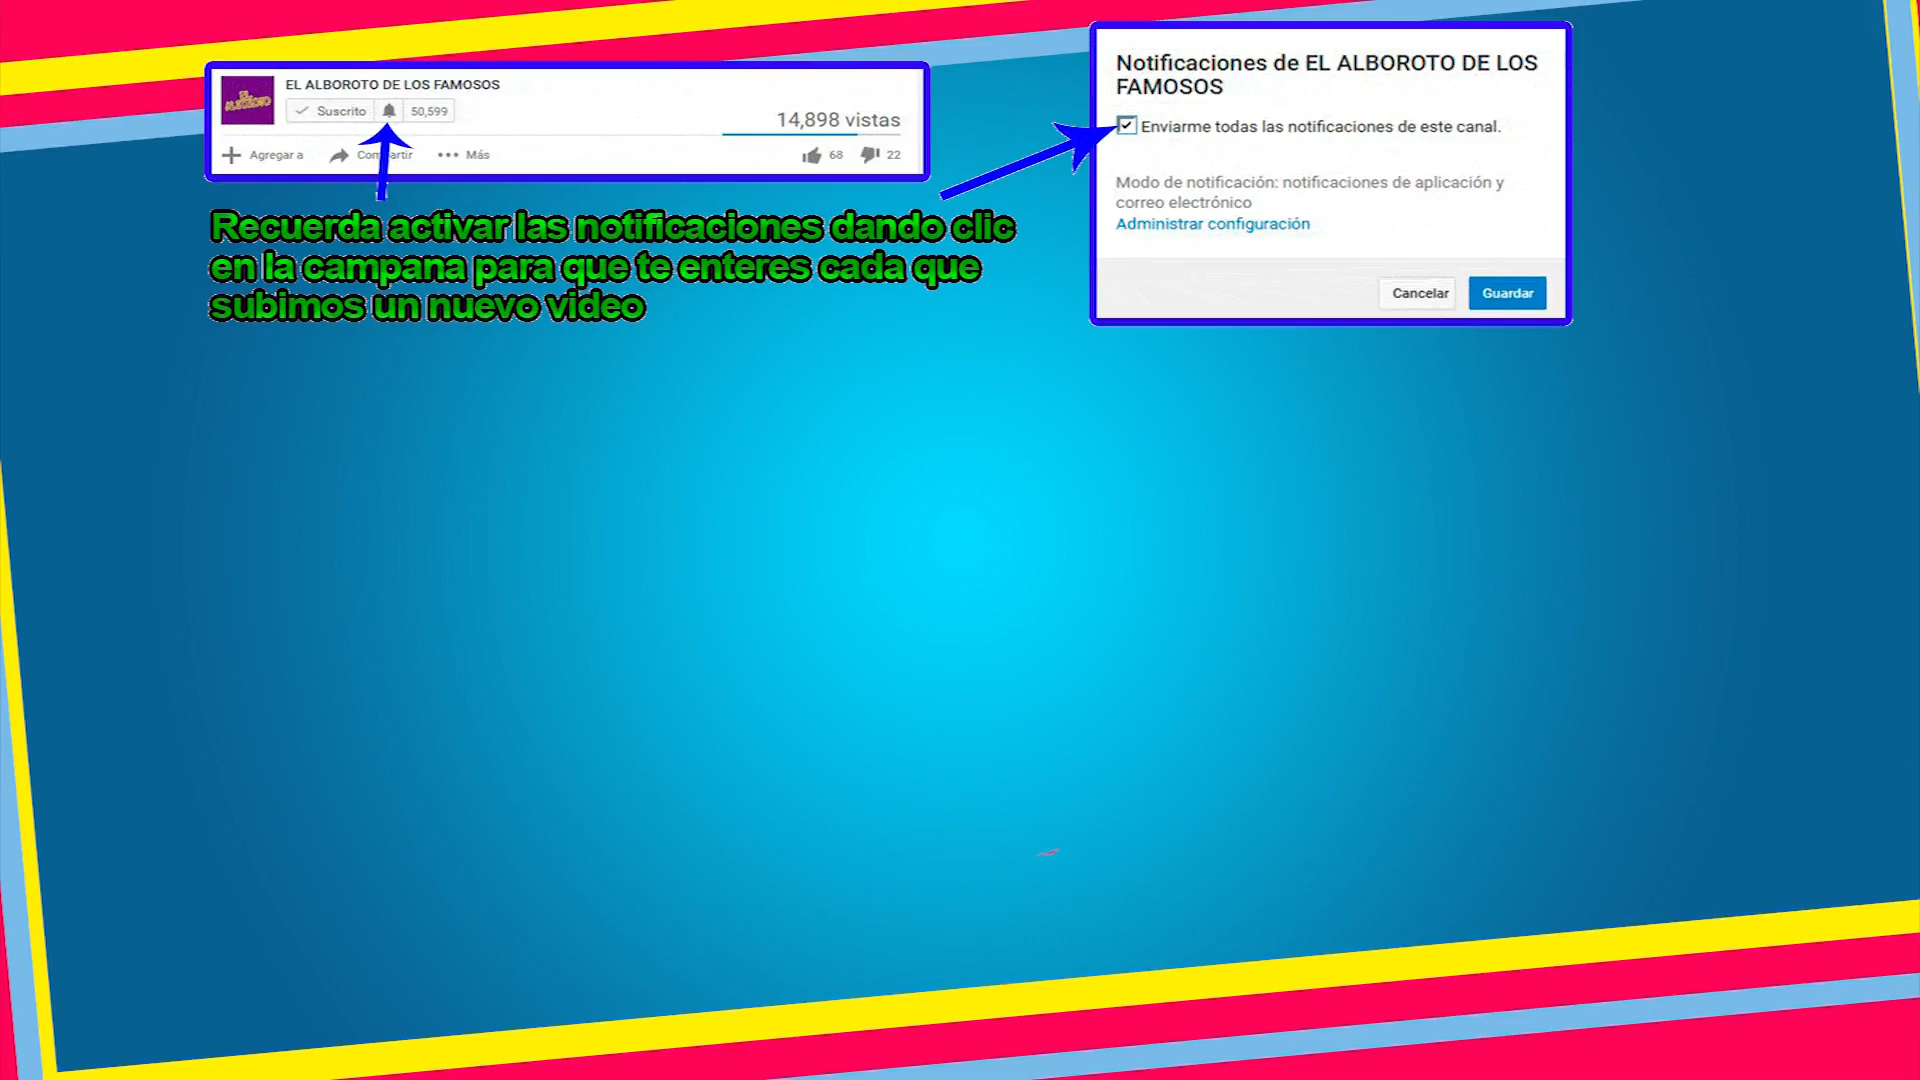 EL ALBOROTO DE LOS FAMOSOS
Suscrito 50,599
14,898 vistas
Agregar a Compartir Más 68 22
Recuerda activar las notificaciones dando clic
en la campana para que te enteres cada que
subimos un nuevo video
Notificaciones de EL ALBOROTO DE LOS
FAMOSOS
Enviarme todas las notificaciones de este canal.
Modo de notificación: notificaciones de aplicación y
correo electrónico
Administrar configuración
Cancelar Guardar